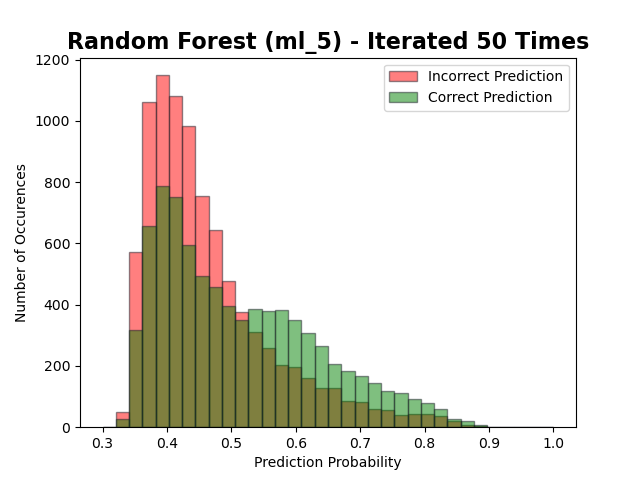 Random Forest (ml_5) - Iterated 50 Times
Incorrect Prediction
Correct Prediction
Number of Occurences
1200
1000
800
600
400
200
0
0.3 0.4 0.5 0.6 0.7 0.8 0.9 1.0
Prediction Probability